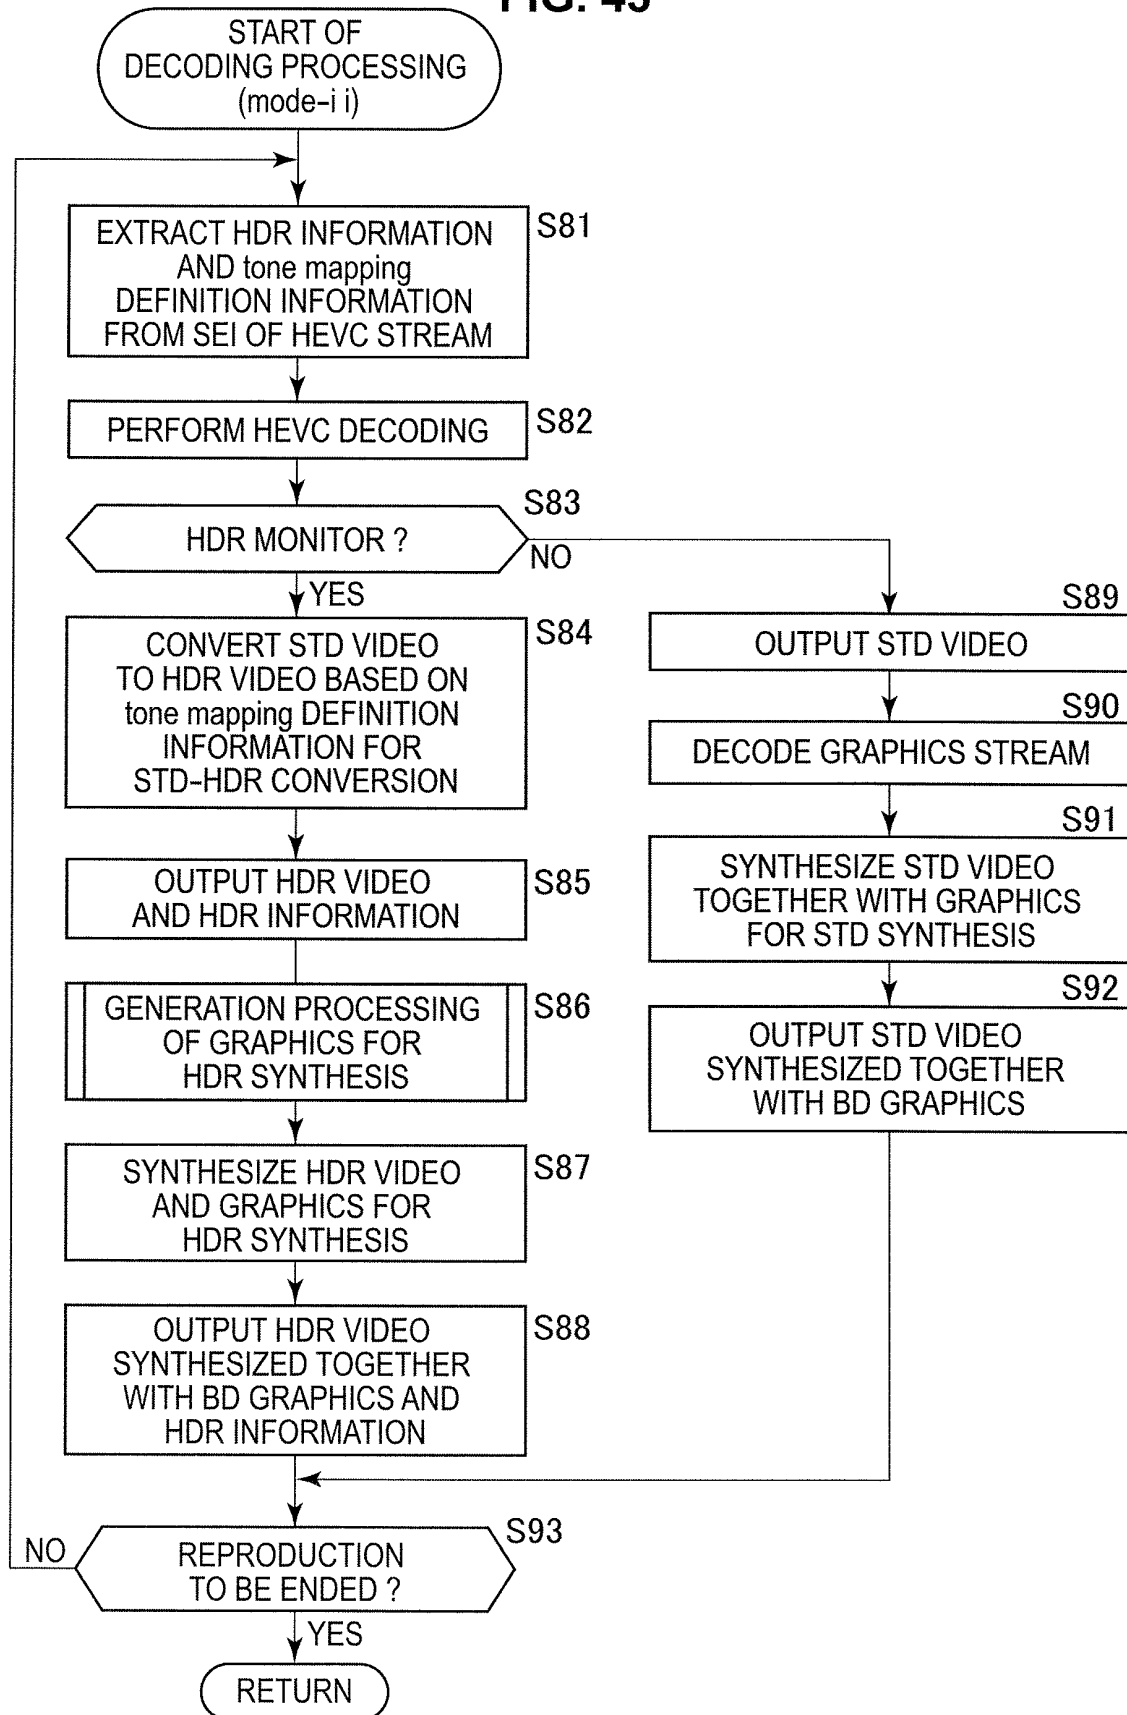 FIG. 45
START OF
DECODING PROCESSING
(mode-i i)
EXTRACT HDR INFORMATION
AND tone mapping
DEFINITION INFORMATION
FROM SEI OF HEVC STREAM
S81
PERFORM HEVC DECODING
S82
HDR MONITOR ?
S83
NO
YES
CONVERT STD VIDEO
TO HDR VIDEO BASED ON
tone mapping DEFINITION
INFORMATION FOR
STD-HDR CONVERSION
S84
OUTPUT HDR VIDEO
AND HDR INFORMATION
S85
GENERATION PROCESSING
OF GRAPHICS FOR
HDR SYNTHESIS
S86
SYNTHESIZE HDR VIDEO
AND GRAPHICS FOR
HDR SYNTHESIS
S87
OUTPUT HDR VIDEO
SYNTHESIZED TOGETHER
WITH BD GRAPHICS AND
HDR INFORMATION
S88
S89
OUTPUT STD VIDEO
S90
DECODE GRAPHICS STREAM
S91
SYNTHESIZE STD VIDEO
TOGETHER WITH GRAPHICS
FOR STD SYNTHESIS
S92
OUTPUT STD VIDEO
SYNTHESIZED TOGETHER
WITH BD GRAPHICS
S93
NO
REPRODUCTION
TO BE ENDED ?
YES
RETURN